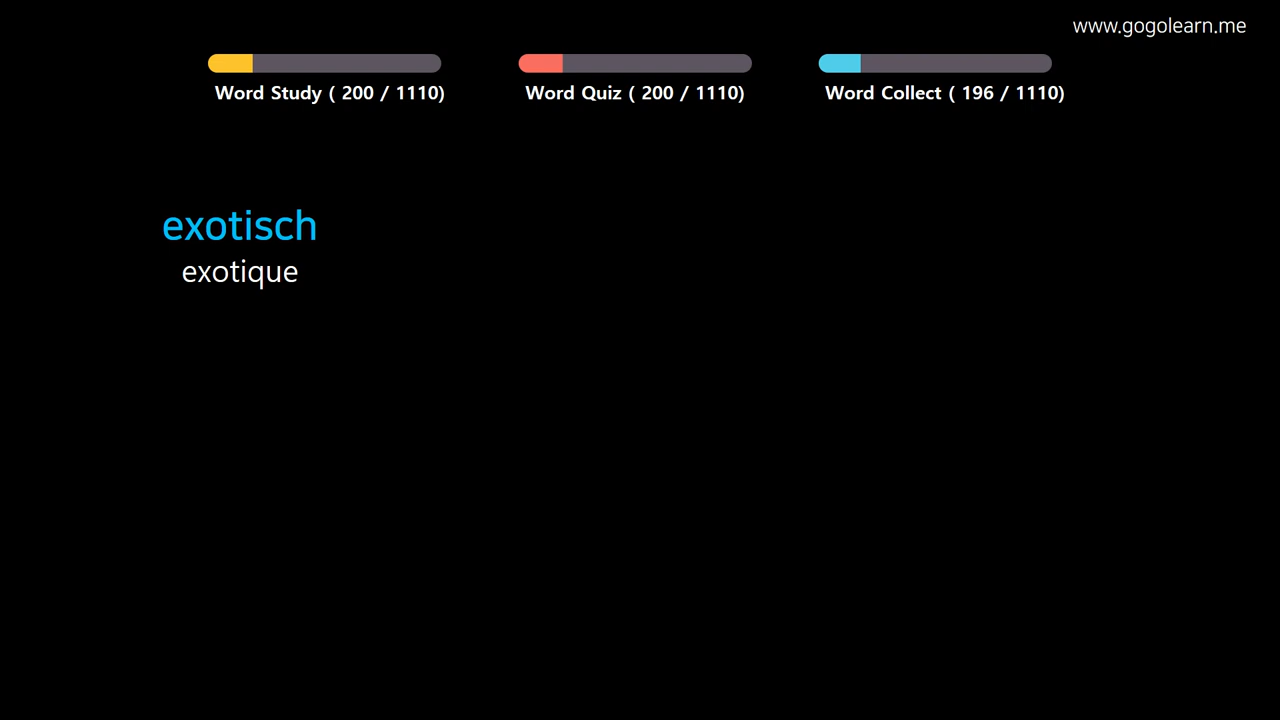 www.gogolearn.me
Word Study ( 200 / 1110)
Word Quiz ( 200 / 1110)
Word Collect ( 196 / 1110)
exotisch
exotique